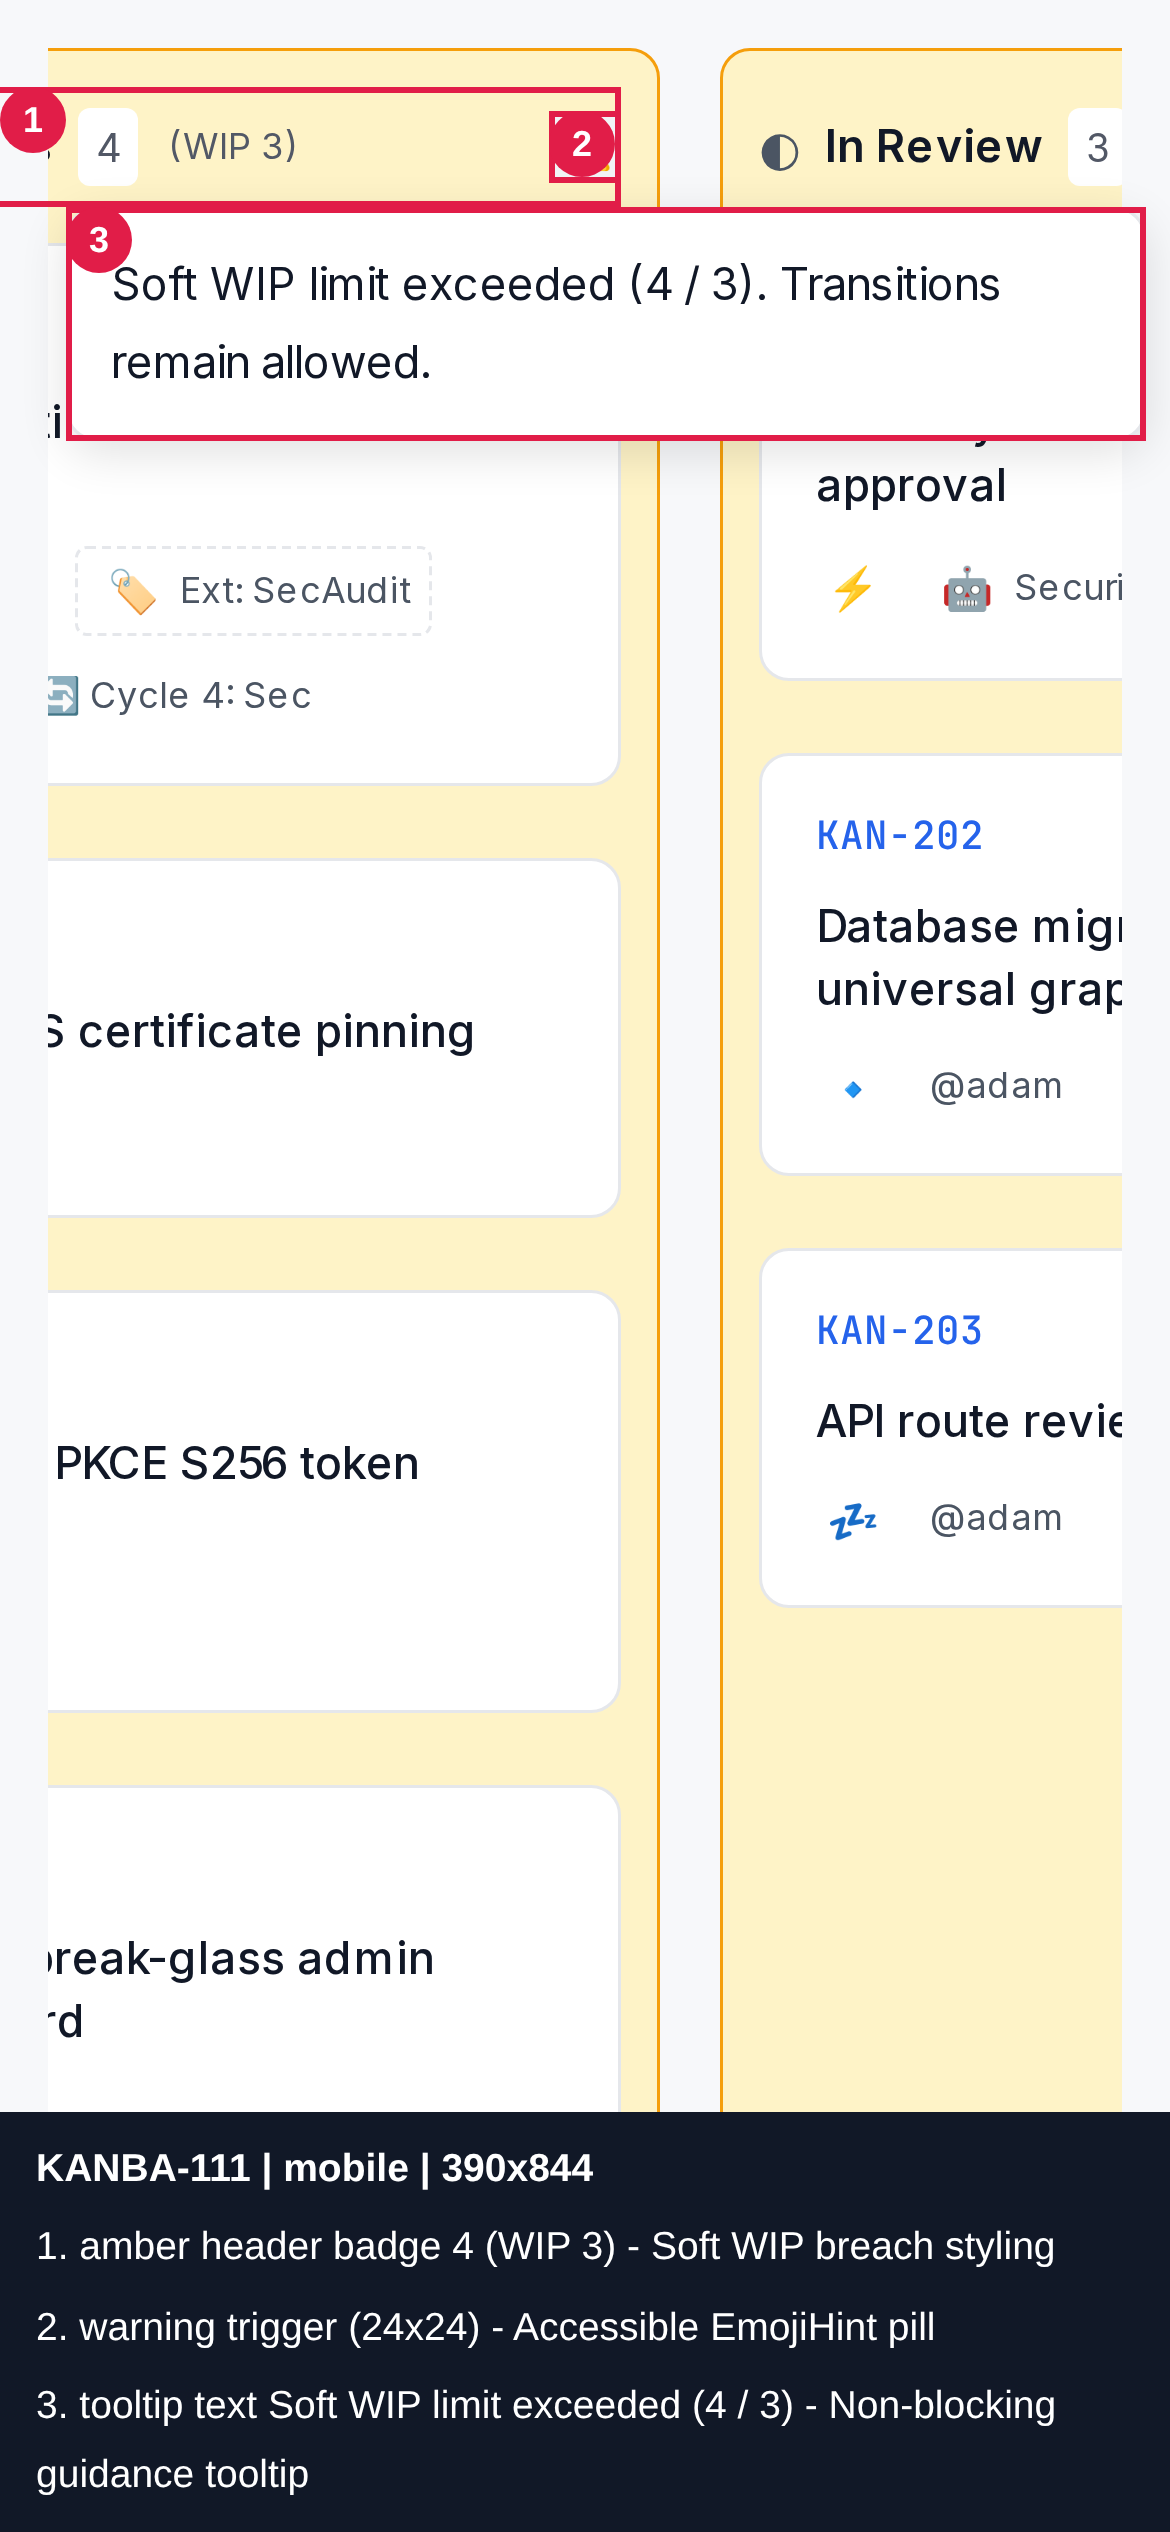 1
4
(WIP 3)
2
In Review
3
3
Soft WIP limit exceeded (4 / 3). Transitions
remain allowed.
approval
Ext: SecAudit
Cycle 4: Sec
certificate pinning
PKCE S256 token
break-glass admin
KAN-202
Database
universal
@adam
KAN-203
API route
@adam
KANBA-111 | mobile | 390x844
1. amber header badge 4 (WIP 3) - Soft WIP breach styling
2. warning trigger (24x24) - Accessible EmojiHint pill
3. tooltip text Soft WIP limit exceeded (4 / 3) - Non-blocking
guidance tooltip